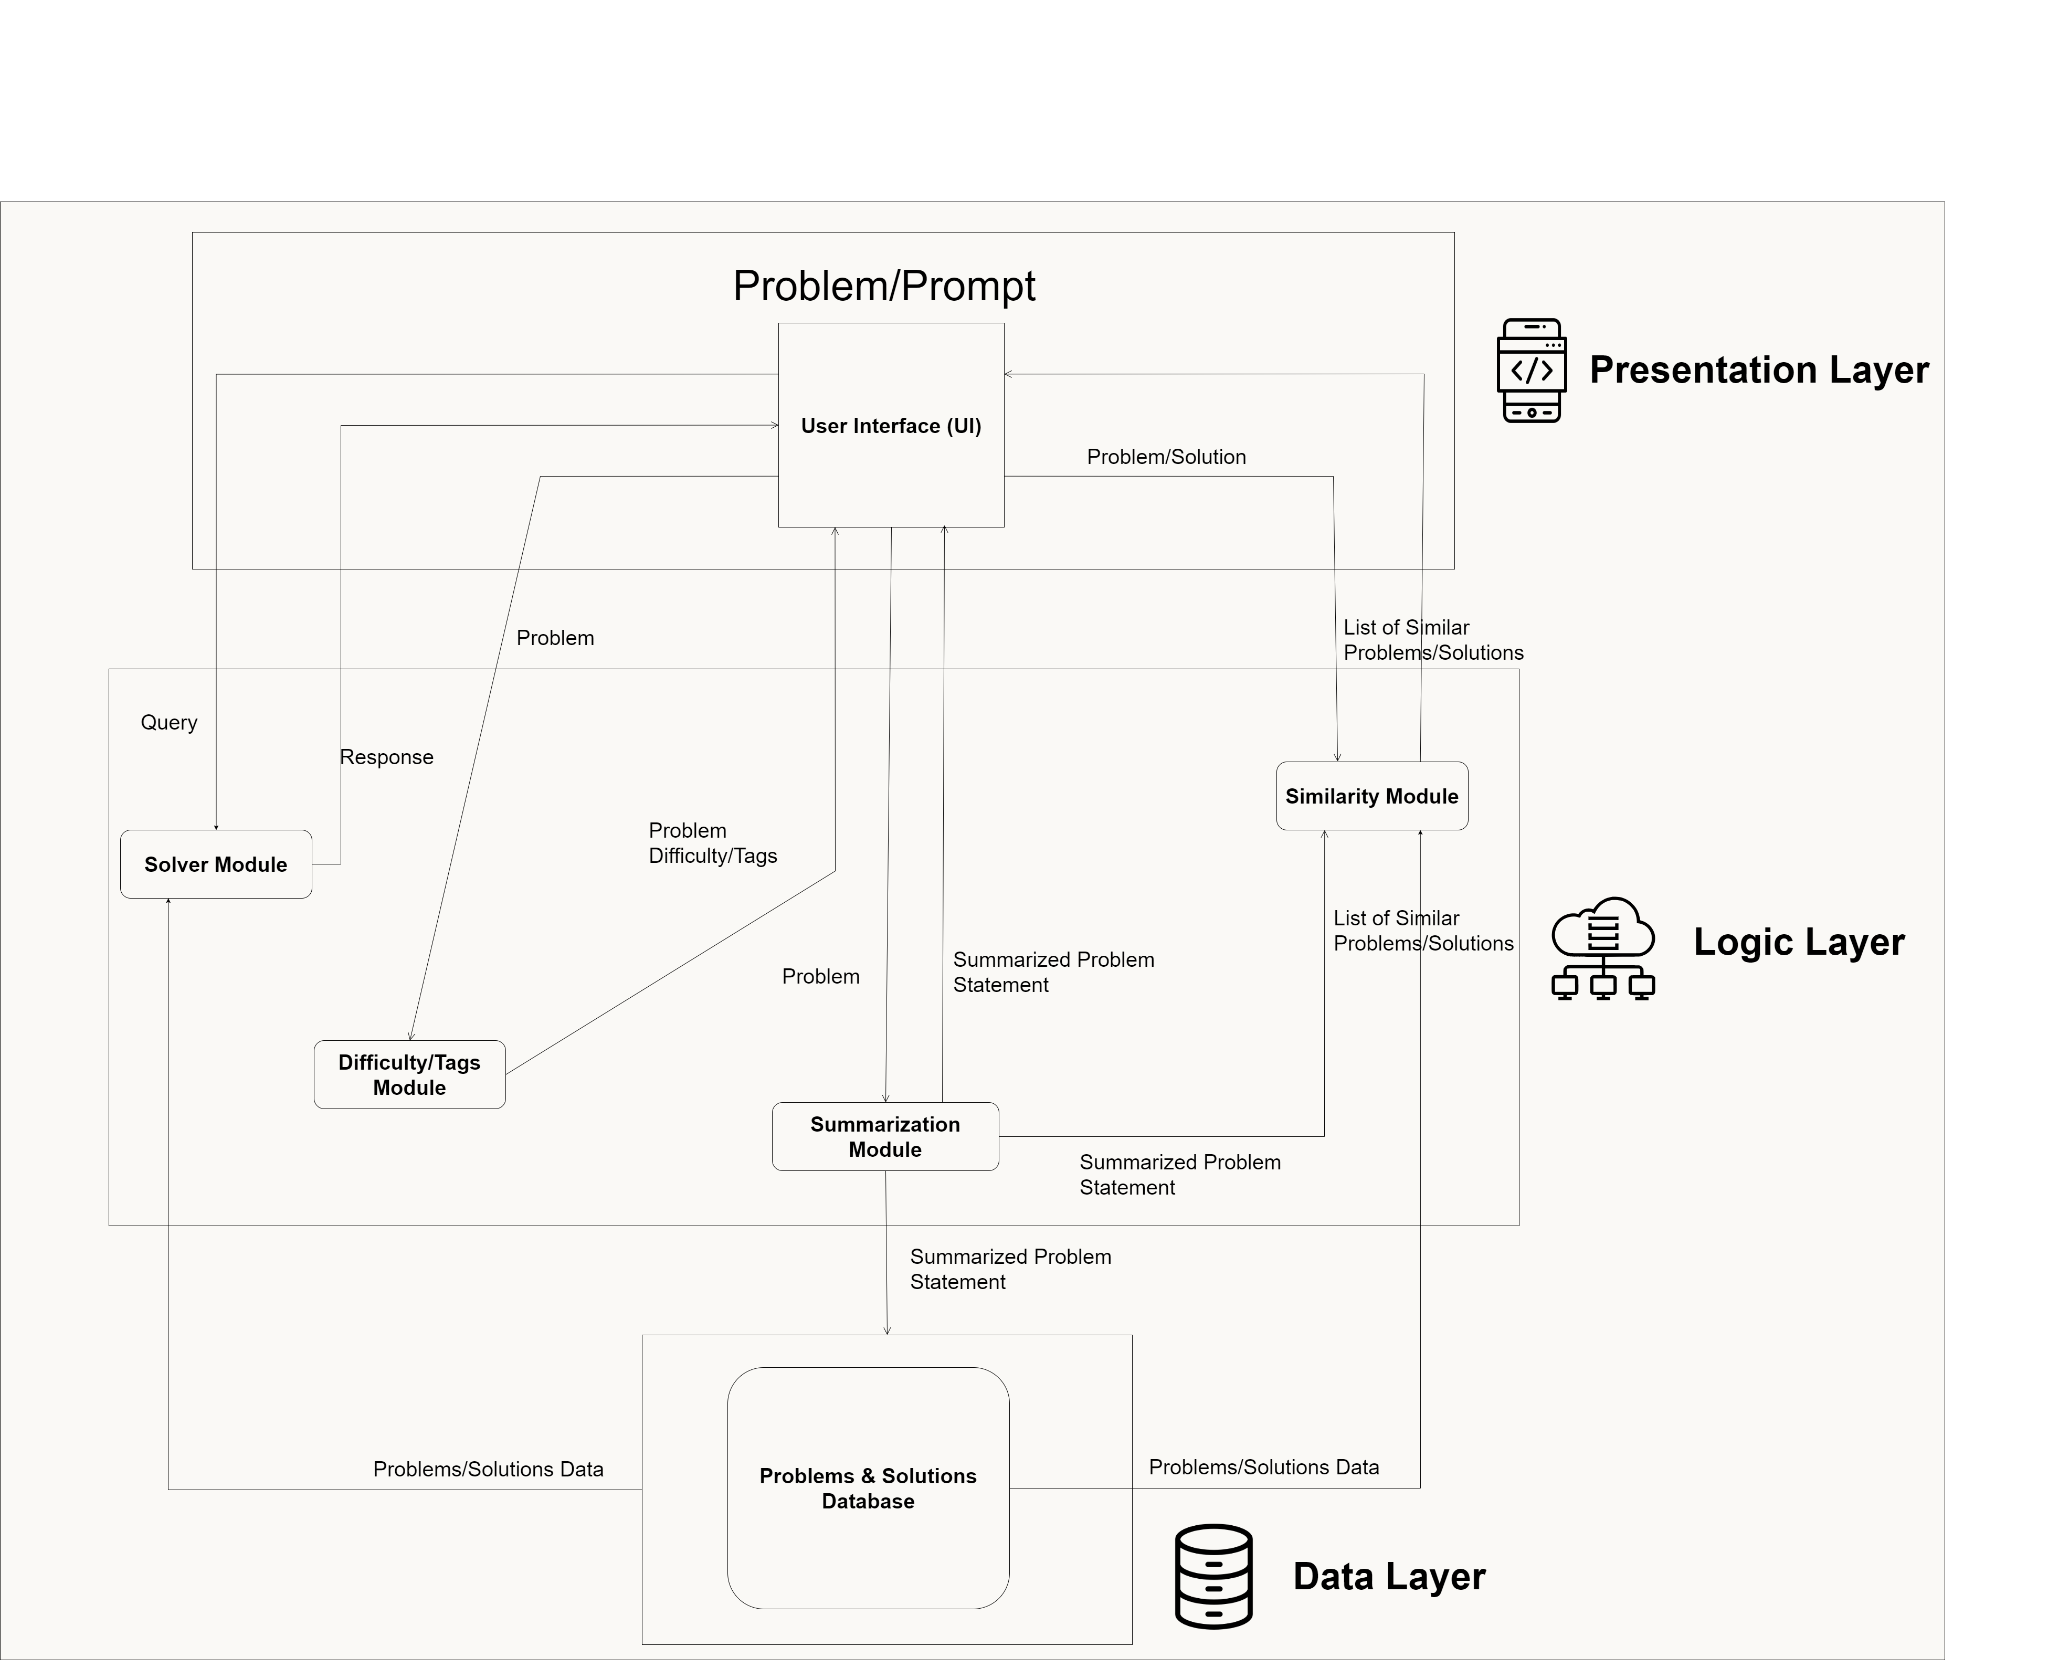 Problem/Prompt
User Interface (UI)
Presentation Layer
Problem/Solution
Problem
List of Similar
Problems/Solutions
Query
Response
Similarity Module
Problem
Difficulty/Tags
Solver Module
List of Similar
Problems/Solutions
Logic Layer
Problem
Summarized Problem
Statement
Difficulty/Tags
Module
Summarization
Module
Summarized Problem
Statement
Summarized Problem
Statement
Problems/Solutions Data
Problems & Solutions
Database
Problems/Solutions Data
Data Layer